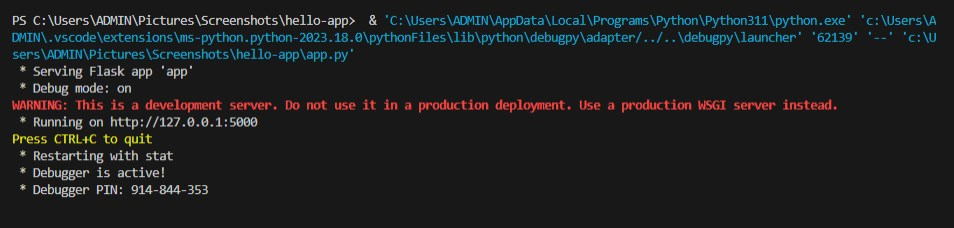 PS C:\Users\ADMIN\Pictures\Screenshots\hello-app>  & 'C:\Users\ADMIN\AppData\Local\Programs\Python\Python311\python.exe' 'c:\Users\A
DMIN\.vscode\extensions\ms-python.python-2023.18.0\pythonFiles\lib\python\debugpy\adapter/../..\debugpy\launcher' '62139' '--' 'c:\U
sers\ADMIN\Pictures\Screenshots\hello-app\app.py'
 * Serving Flask app 'app'
 * Debug mode: on
WARNING: This is a development server. Do not use it in a production deployment. Use a production WSGI server instead.
 * Running on http://127.0.0.1:5000
Press CTRL+C to quit
 * Restarting with stat
 * Debugger is active!
 * Debugger PIN: 914-844-353